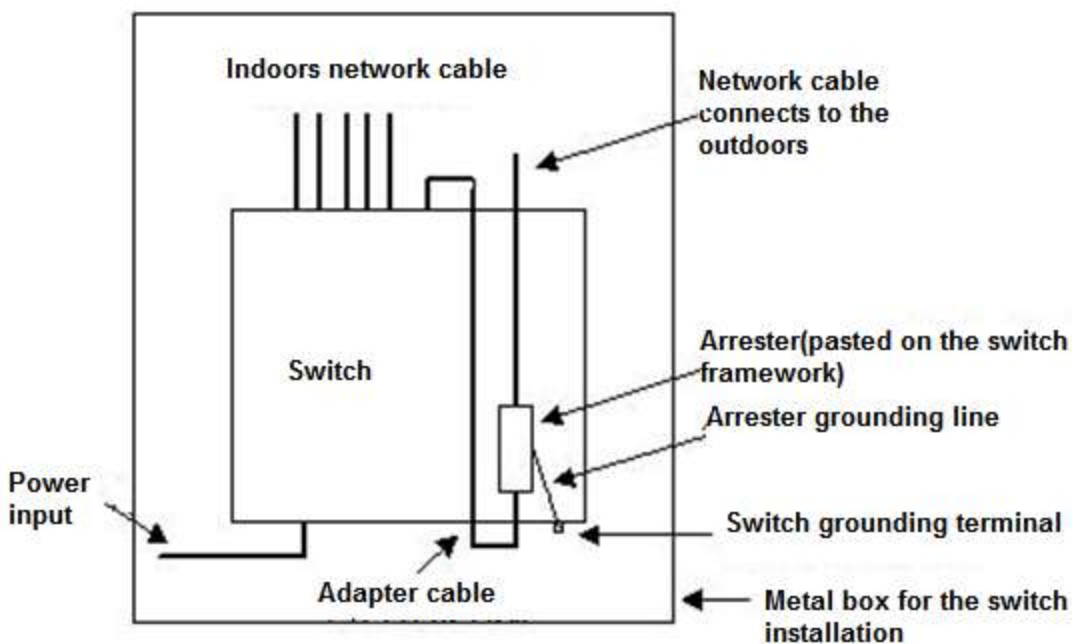 Indoors network cable
Network cable
connects to the
outdoors
Switch
Arrester(pasted on the switch
framework)
Arrester grounding line
Power
input
Switch grounding terminal
Adapter cable
Metal box for the switch
installation